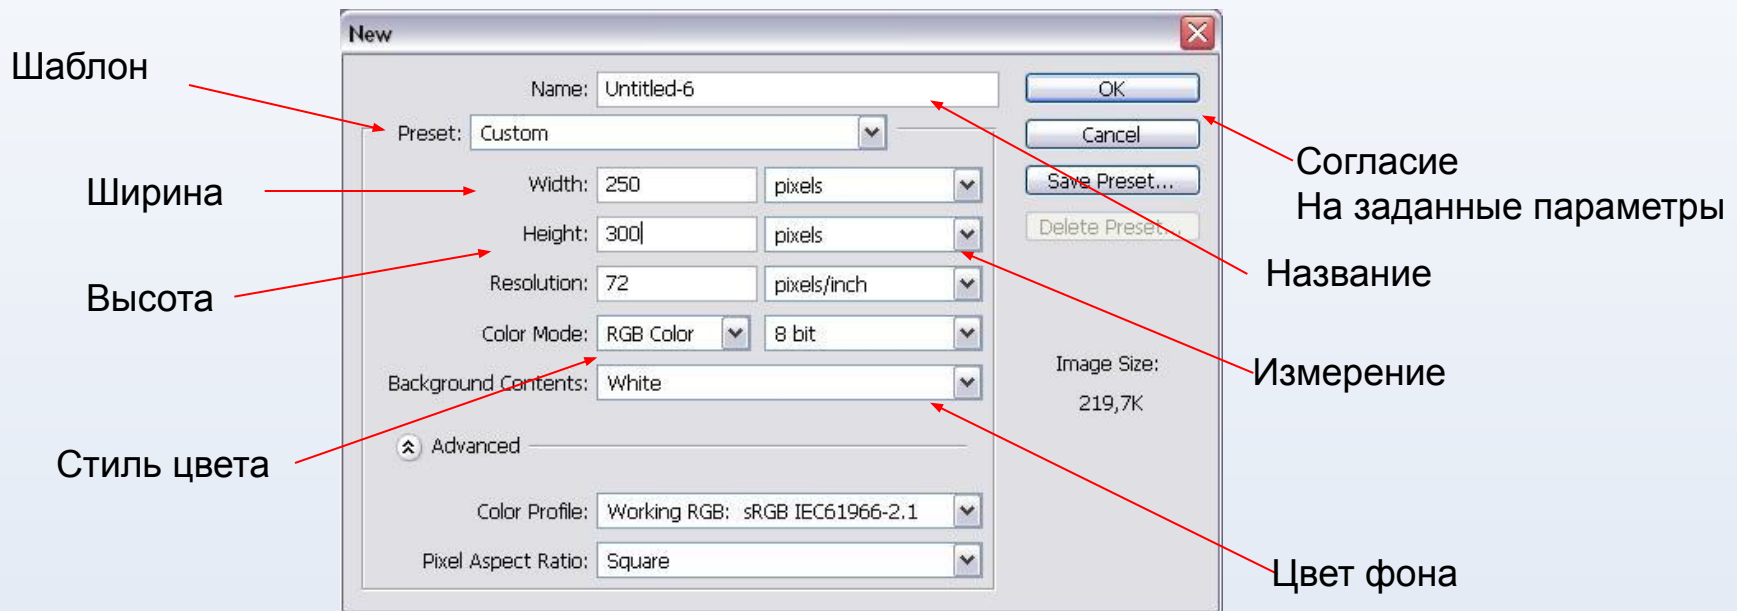 New
Шаблон
Name: Untitled-6
OK
Preset: Custom
Cancel
Согласие
На заданные параметры
Ширина
Width: 250 pixels
Save Preset...
Height: 300 pixels
Delete Preset...
Название
Высота
Resolution: 72 pixels/inch
Color Mode: RGB Color 8 bit
Image Size:
219,7K
Измерение
Background Contents: White
Стиль цвета
Advanced
Color Profile: Working RGB: sRGB IEC61966-2.1
Pixel Aspect Ratio: Square
Цвет фона